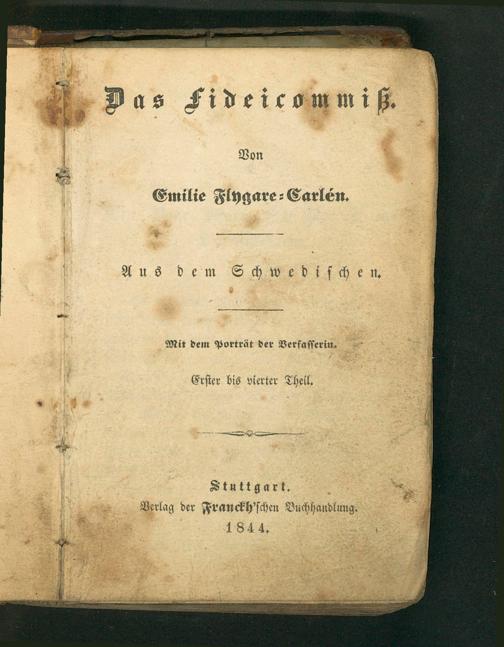 Das Fideicommiß.
Von
Emilie Flygare-Carlén.
Aus dem Schwedischen.
Mit dem Porträt der Verfasserin.
Erster bis vierter Theil.
Stuttgart.
Verlag der Franckh'schen Buchhandlung.
1844.